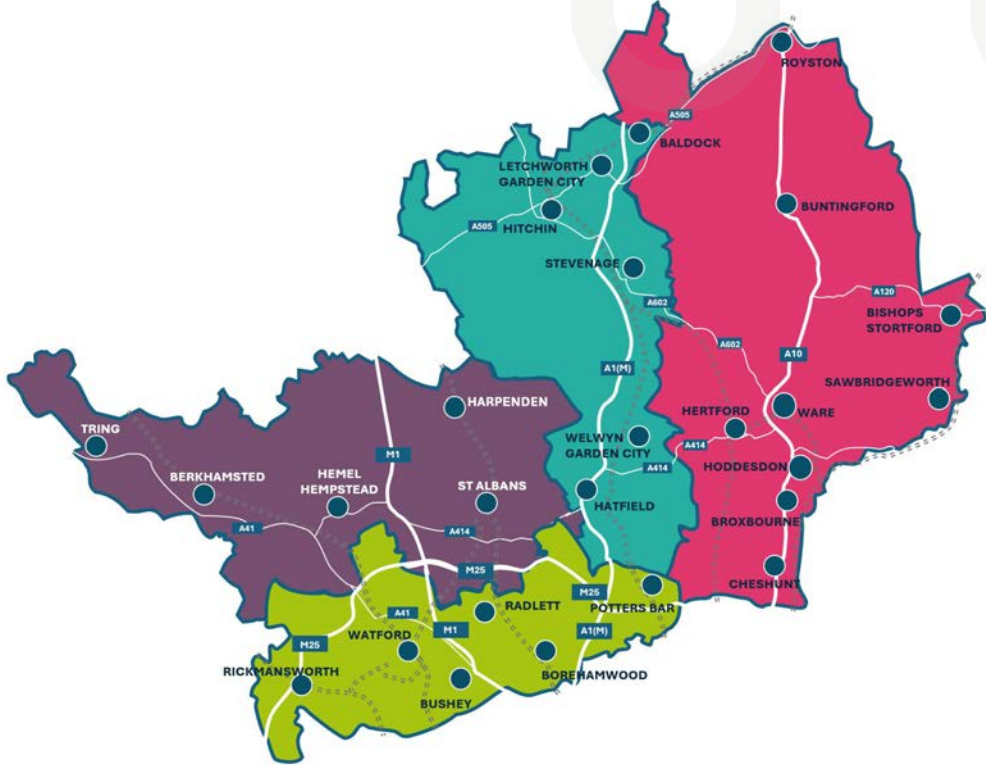 ROYSTON
A505
BALDOCK
LETCHWORTH
GARDEN CITY
BUNTINGFORD
A505
HITCHIN
STEVENAGE
A602
A120
BISHOPS
STORTFORD
A602
A10
A1(M)
SAWBRIDGEWORTH
HARPENDEN
HERTFORD
WARE
TRING
WELWYN
GARDEN CITY
A414
M1
A414
HODDESDON
BERKHAMSTED
HEMEL
HEMPSTEAD
ST ALBANS
HATFIELD
BROXBOURNE
A41
A414
M25
CHESHUNT
M25
POTTERS BAR
RADLETT
A41
WATFORD
M1
A1(M)
M25
RICKMANSWORTH
BOREHAMWOOD
BUSHEY